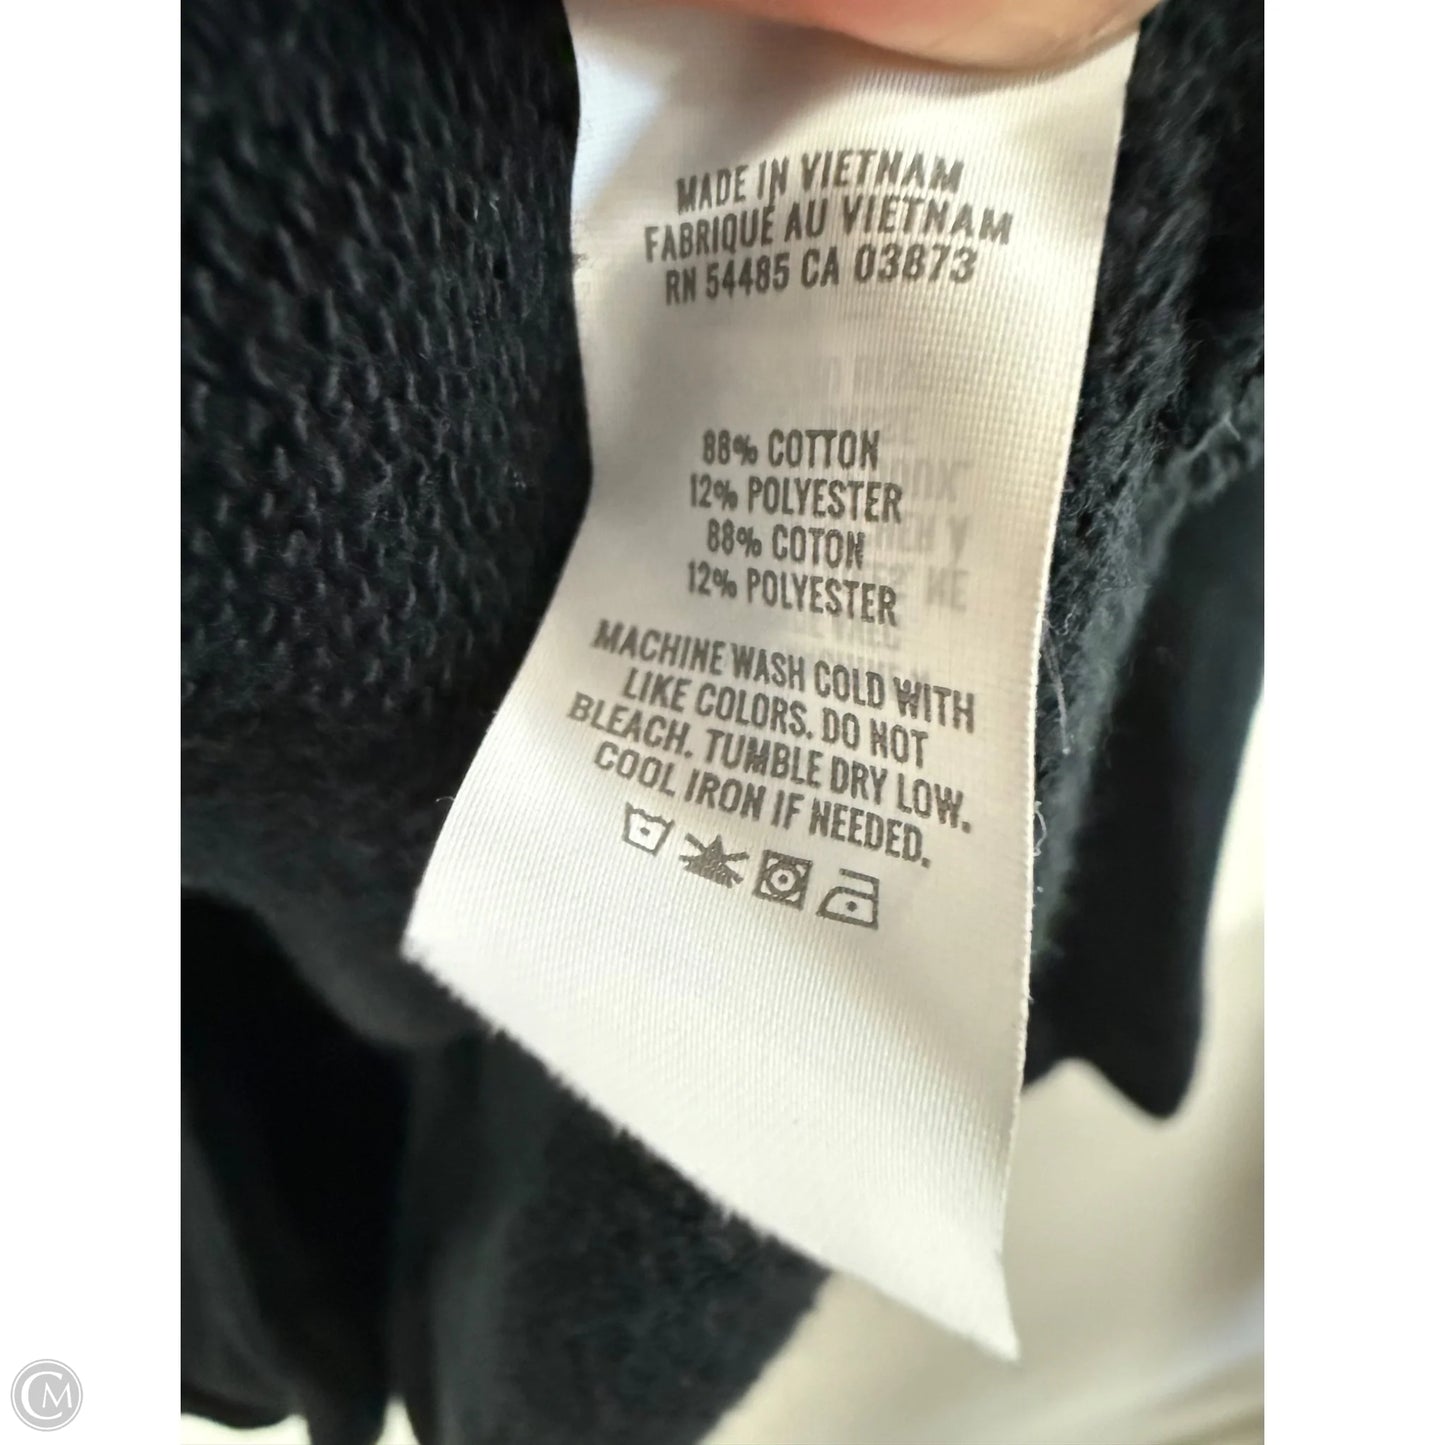 MADE IN VIETNAM
FABRIQUÉ AU VIETNAM
RN 54485 CA 03873
88% COTTON
12% POLYESTER
88% COTON
12% POLYESTER
MACHINE WASH COLD WITH
LIKE COLORS. DO NOT
BLEACH. TUMBLE DRY LOW.
COOL IRON IF NEEDED.
CM